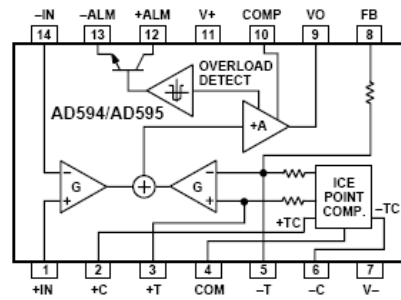 –IN –ALM +ALM V+ COMP VO FB
14 13 12 11 10 9 8
OVERLOAD
DETECT
AD594/AD595
+A
– –
G + G
+ +
ICE
POINT
COMP.
–TC
+TC
1 2 3 4 5 6 7
+IN +C +T COM –T –C V–